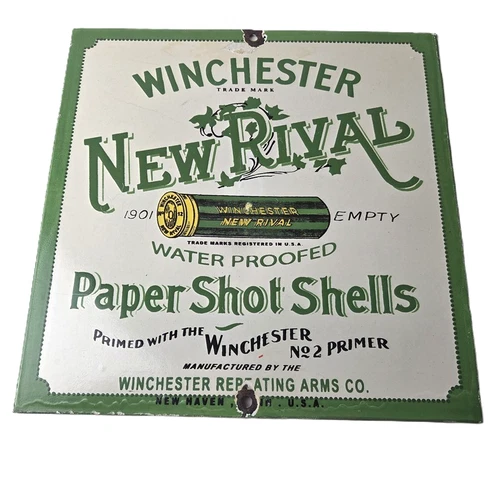 WINCHESTER
TRADE MARK
NEW RIVAL
1901 WINCHESTER NEW RIVAL EMPTY
TRADE MARKS REGISTERED IN U.S.A
WATER PROOFED
Paper Shot Shells
PRIMED WITH THE WINCHESTER No 2 PRIMER
MANUFACTURED BY THE
WINCHESTER REPEATING ARMS CO.
NEW HAVEN, U.S.A.